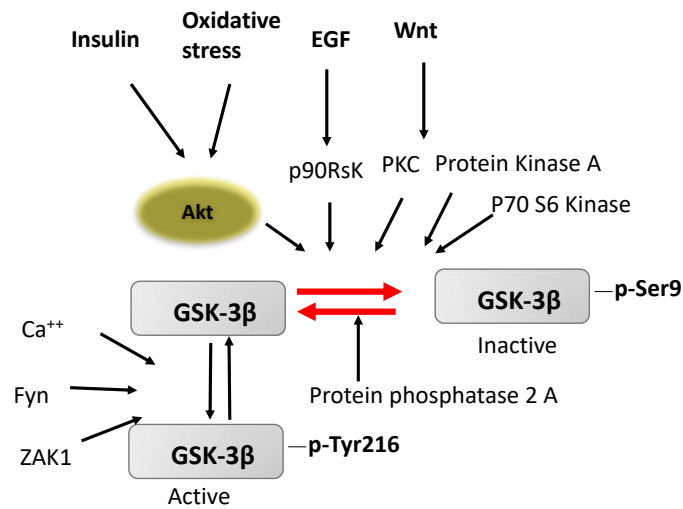 Insulin
Oxidative
stress
EGF
Wnt
p90RsK
PKC
Protein Kinase A
P70 S6 Kinase
Akt
GSK-3β
GSK-3β
p-Ser9
Inactive
Ca⁺⁺
Fyn
ZAK1
Protein phosphatase 2 A
GSK-3β
p-Tyr216
Active